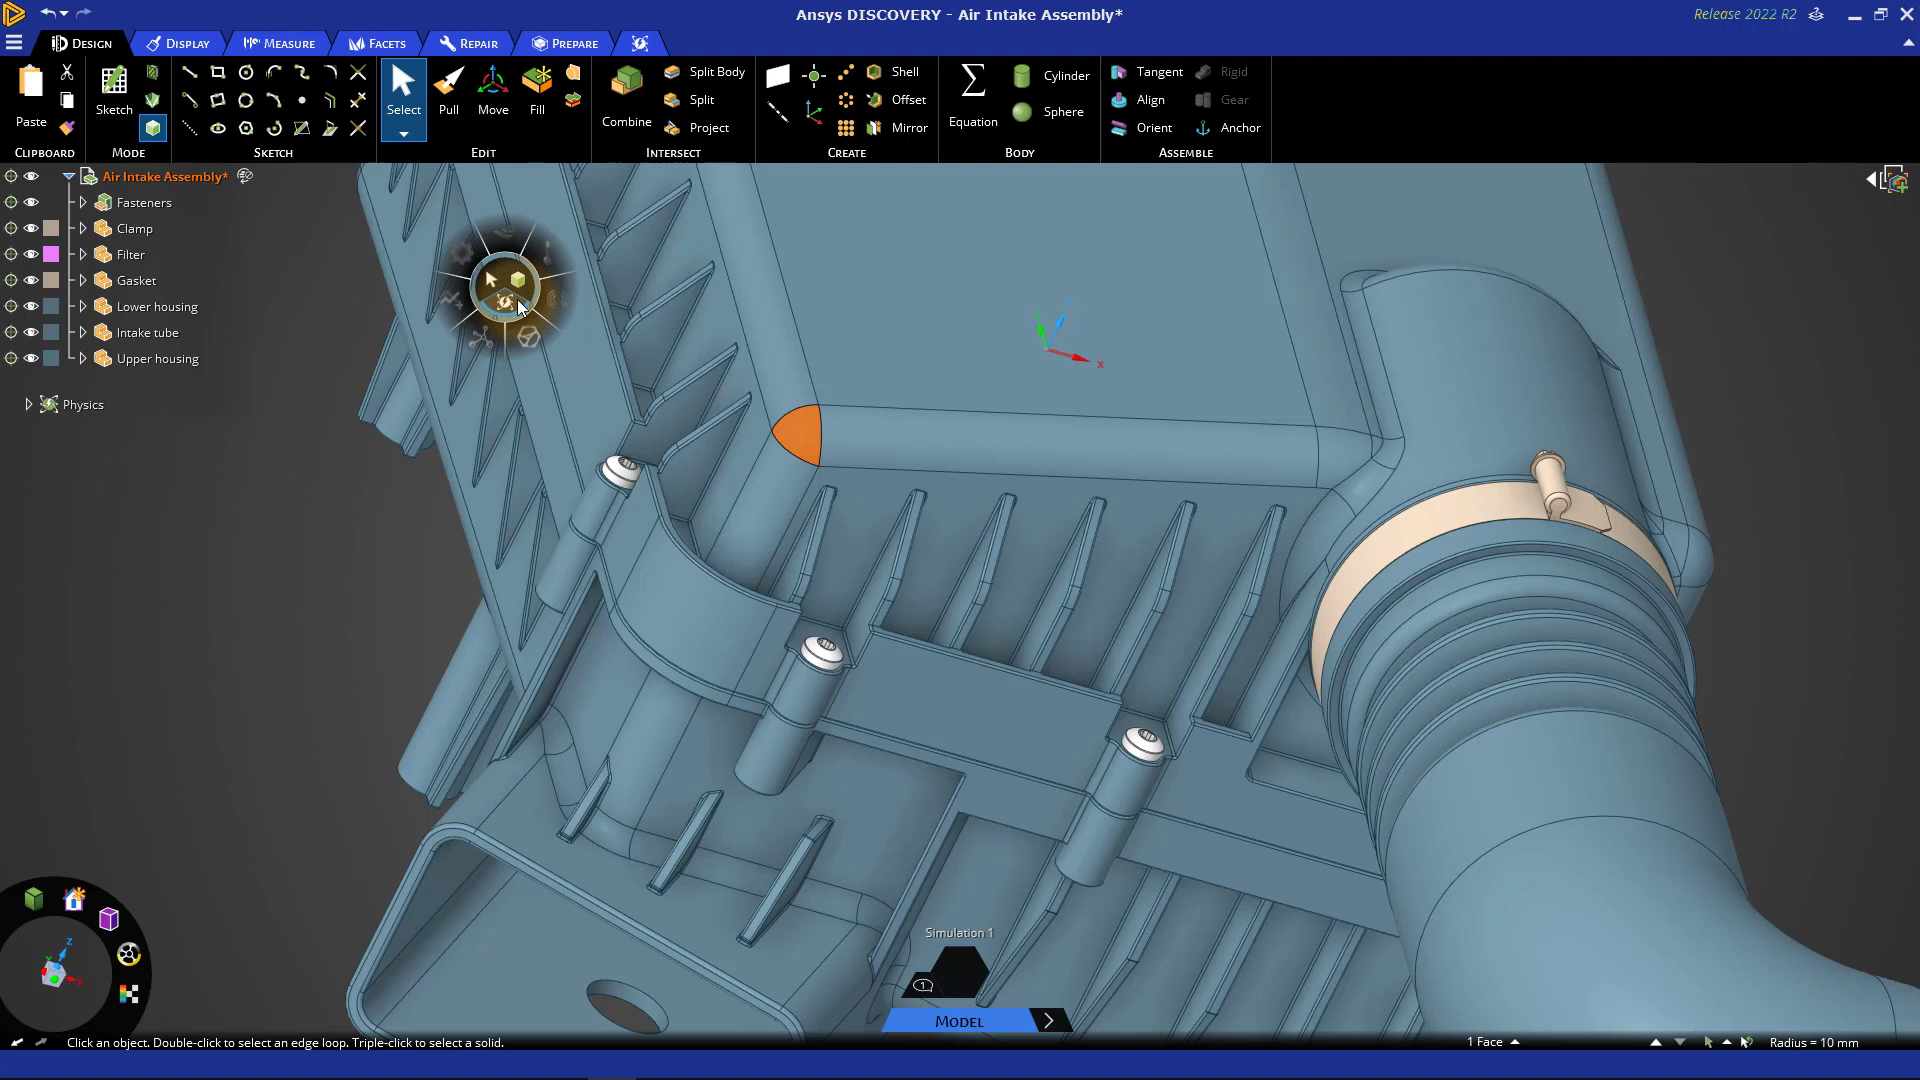 Ansys DISCOVERY - Air Intake Assembly*
Release 2022 R2
DESIGN
DISPLAY
MEASURE
FACETS
REPAIR
PREPARE
Paste
Sketch
Select
Pull
Move
Fill
Combine
Split Body
Split
Project
Shell
Offset
Mirror
Equation
Cylinder
Sphere
Tangent
Align
Orient
Rigid
Gear
Anchor
CLIPBOARD
MODE
SKETCH
EDIT
INTERSECT
CREATE
BODY
ASSEMBLE
Air Intake Assembly*
Fasteners
Clamp
Filter
Gasket
Lower housing
Intake tube
Upper housing
Physics
x
Simulation 1
1
MODEL
Click an object. Double-click to select an edge loop. Triple-click to select a solid.
1 Face
Radius = 10 mm